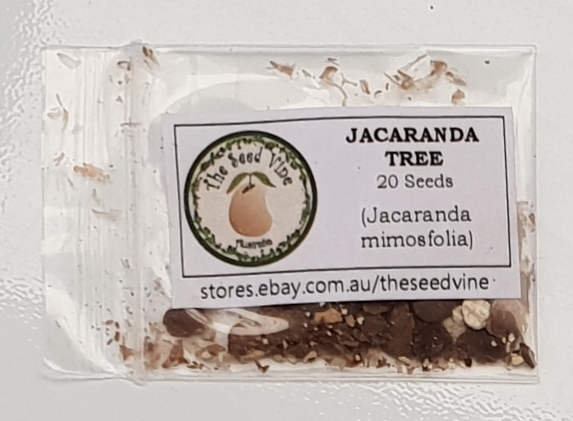 The Seed Vine
Australia
JACARANDA
TREE
20 Seeds
(Jacaranda
mimosfolia)
stores.ebay.com.au/theseedvine